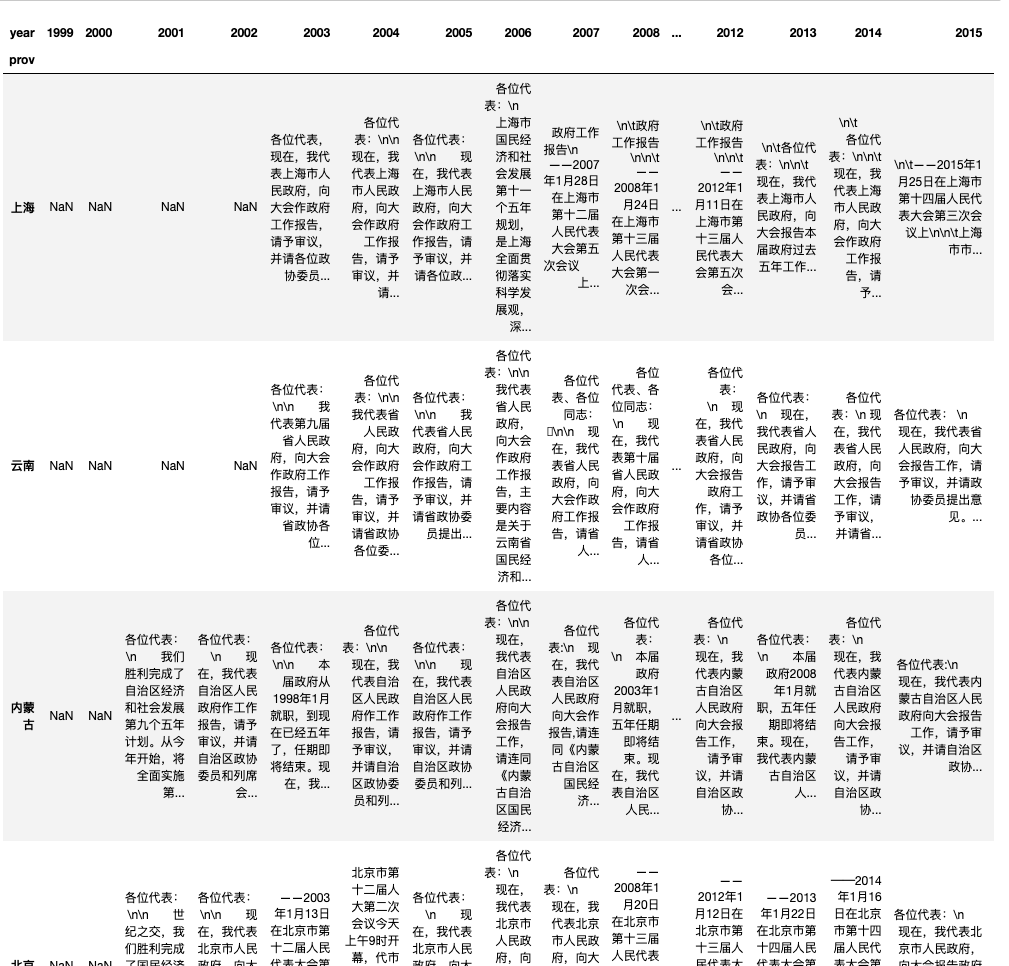 year 1999 2000 2001 2002 2003 2004 2005 2006 2007 2008 ... 2012 2013 2014 2015
prov
上海
NaN
NaN
NaN
NaN
各位代表，
现在，我代
表上海市人
民政府，向
大会作政府
工作报告，
请予审议，
并请各位政
协委员...
各位代
表：\n\n
现在，我
代表上海
市人民政
府，向大
会作政府
工作报
告，请予
审议，并
请...
各位代表：
\n\n 现
在，我代表
上海市人民
政府，向大
会作政府工
作报告，请
予审议，并
请各位政...
各位代
表：\n
上海市
国民经
济和社
会发展
第十一
个五年
规划，
是上海
全面贯
彻落实
科学发
展观，
深...
政府工作
报告\n
——2007
年1月28日
在上海市
第十二届
人民代表
大会第五
次会议
上...
\n\t政府
工作报告
\n\n\t
——
2008年1
月24日
在上海市
第十三届
人民代表
大会第一
次会...
...
\n\t政府
工作报告
\n\n\t
——
2012年1
月11日在
上海市第
十三届人
民代表大
会第五次
会...
\n\t各位代
表：\n\n\t
现在，我代
表上海市人
民政府，向
大会报告本
届政府过去
五年工作...
\n\t
各位代
表：\n\n\t
现在，我
代表上海
市人民政
府，向大
会作政府
工作报
告，请
予...
\n\t——2015年1
月25日在上海市
第十四届人民代
表大会第三次会
议上\n\n\t上海
市市...
云南
NaN
NaN
NaN
NaN
各位代表：
\n\n 我
代表第九届
省人民政
府，向大会
作政府工作
报告，请予
审议，并请
省政协各
位...
各位代
表：\n\n
我代表省
人民政
府，向大
会作政府
工作报
告，请予
审议，并
请省政协
各位委...
各位代表：
\n\n 我
代表省人民
政府，向大
会作政府工
作报告，请
予审议，并
请省政协委
员提出...
各位代
表：\n\n
我代表
省人民
政府，
向大会
作政府
工作报
告，主
要内容
是关于
云南省
国民经
济和...
各位代
表、各位
同志：
\n\n 现
在，我代
表省人民
政府，向
大会作政
府工作报
告，请省
人...
各位
代表、各
位同志：
\n 现
在，我代
表第十届
省人民政
府，向大
会作政府
工作报
告，请省
人...
...
各位代
表：
\n 现
在，我代
表省人民
政府，向
大会报告
政府工
作，请予
审议，并
请省政协
各位...
各位代表：
\n 现在，
我代表省人
民政府，向
大会报告工
作，请予审
议，并请省
政协各位委
员...
各位代
表：\n 现
在，我代
表省人民
政府，向
大会报告
工作，请
予审议，
并请省...
各位代表： \n
现在，我代表省
人民政府，向大
会报告工作，请
予审议，并请政
协委员提出意
见。...
内蒙
古
NaN
NaN
各位代表：
\n 我们
胜利完成了
自治区经济
和社会发展
第九个五年
计划。从今
年开始，将
全面实施
第...
各位代表：
\n 现
在，我代表
自治区人民
政府作工作
报告，请予
审议，并请
自治区政协
委员和列席
会...
各位代表：
\n\n 本
届政府从
1998年1月
就职，到现
在已经五年
了，任期即
将结束。现
在，我...
各位代
表：\n\n
现在，我
代表自治
区人民政
府作工作
报告，请
予审议，
并请自治
区政协委
员和列...
各位代表：
\n\n 现
在，我代表
自治区人民
政府作工作
报告，请予
审议，并请
自治区政协
委员和列...
各位代
表：\n\n
现在，
我代表
自治区
人民政
府向大
会报告
工作，
请连同
《内蒙
古自治
区国民
经济...
各位代
表:\n 现
在，我代
表自治区
人民政府
向大会作
报告,请连
同《内蒙
古自治区
国民经
济...
各位代
表：
\n 本届
政府
2003年1
月就职，
五年任期
即将结
束。现
在，我代
表自治区
人民...
...
各位代
表：\n
现在，我
代表内蒙
古自治区
人民政府
向大会报
告工作，
请予审
议，并请
自治区政
协...
各位代表：
\n 本届
政府2008
年1月就
职，五年任
期即将结
束。现在，
我代表内蒙
古自治区
人...
各位代
表：\n
现在，我
代表内蒙
古自治区
人民政府
向大会报
告工作，
请予审
议，并请
自治区政
协...
各位代表:\n
现在，我代表内
蒙古自治区人民
政府向大会报告
工作，请予审
议，并请自治区
政协...
北京
NaN
NaN
各位代表：
\n\n 世
纪之交，我
们胜利完成
了国民经济
各位代表：
\n\n 现
在，我代表
北京市人民
政府，向大
——2003
年1月13日
在北京市第
十二届人民
代表大会第
北京市第
十二届人
大第二次
会议今天
上午9时开
幕，代市
各位代表：
\n 现
在，我代表
北京市人民
政府，向大
各位代
表：\n
现在，
我代表
北京市
人民政
府，向
各位代
表：\n
现在，我
代表北京
市人民政
府，向大
——
2008年1
月20日
在北京市
第十三届
人民代表
——
2012年1
月12日在
北京市第
十三届人
民代表大
——2013
年1月22日
在北京市第
十四届人民
代表大会第
——2014
年1月16
日在北京
市第十四
届人民代
表大会第
各位代表：\n
现在，我代表北
京市人民政府，
向大会报告政府